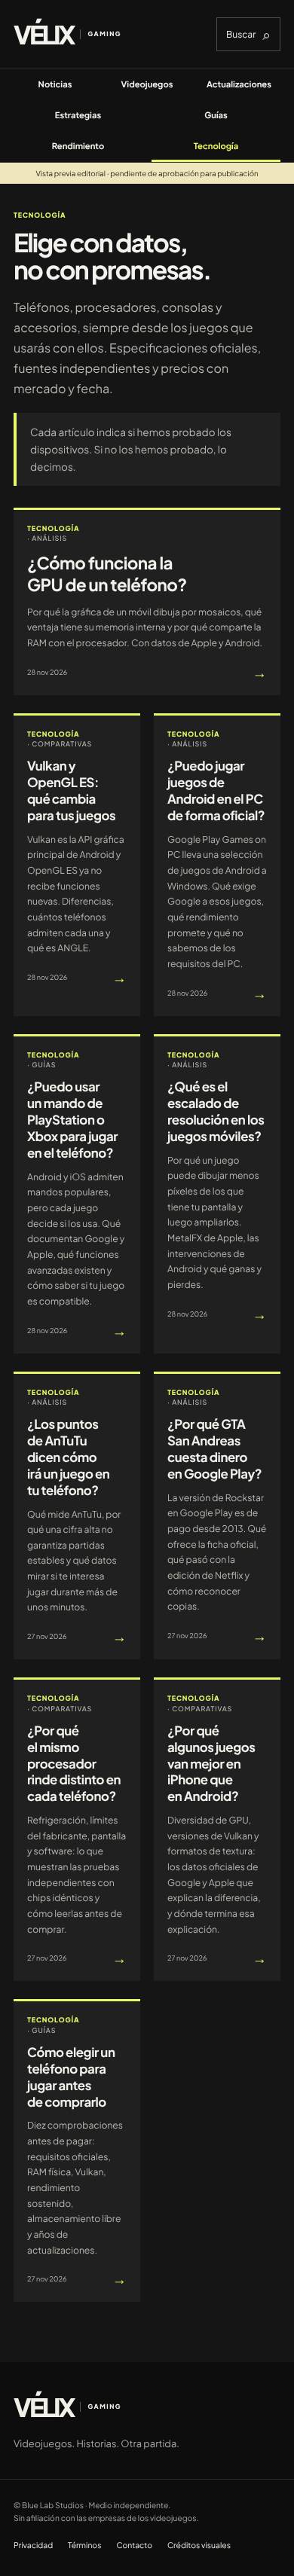 VÉLIX GAMING
Buscar
Noticias Videojuegos Actualizaciones
Estrategias Guías
Rendimiento Tecnología
Vista previa editorial · pendiente de aprobación para publicación
TECNOLOGÍA
Elige con datos,
no con promesas.
Teléfonos, procesadores, consolas y
accesorios, siempre desde los juegos que
usarás con ellos. Especificaciones oficiales,
fuentes independientes y precios con
mercado y fecha.
Cada artículo indica si hemos probado los
dispositivos. Si no los hemos probado, lo
decimos.
TECNOLOGÍA
· ANÁLISIS
¿Cómo funciona la
GPU de un teléfono?
Por qué la gráfica de un móvil dibuja por mosaicos, qué
ventaja tiene su memoria interna y por qué comparte la
RAM con el procesador. Con datos de Apple y Android.
28 nov 2026 →
TECNOLOGÍA
· COMPARATIVAS
Vulkan y
OpenGL ES:
qué cambia
para tus juegos
Vulkan es la API gráfica
principal de Android y
OpenGL ES ya no
recibe funciones
nuevas. Diferencias,
cuántos teléfonos
admiten cada una y
qué es ANGLE.
28 nov 2026 →
TECNOLOGÍA
· ANÁLISIS
¿Puedo jugar
juegos de
Android en el PC
de forma oficial?
Google Play Games on
PC lleva una selección
de juegos de Android a
Windows. Qué exige
Google a esos juegos,
qué rendimiento
promete y qué no
sabemos de los
requisitos del PC.
28 nov 2026 →
TECNOLOGÍA
· GUÍAS
¿Puedo usar
un mando de
PlayStation o
Xbox para jugar
en el teléfono?
Android y iOS admiten
mandos populares,
pero cada juego
decide si los usa. Qué
documentan Google y
Apple, qué funciones
avanzadas existen y
cómo saber si tu juego
es compatible.
28 nov 2026 →
TECNOLOGÍA
· ANÁLISIS
¿Qué es el
escalado de
resolución en los
juegos móviles?
Por qué un juego
puede dibujar menos
píxeles de los que
tiene tu pantalla y
luego ampliarlos.
MetalFX de Apple, las
intervenciones de
Android y qué ganas y
pierdes.
28 nov 2026 →
TECNOLOGÍA
· ANÁLISIS
¿Los puntos
de AnTuTu
dicen cómo
irá un juego en
tu teléfono?
Qué mide AnTuTu, por
qué una cifra alta no
garantiza partidas
estables y qué datos
mirar si te interesa
jugar durante más de
unos minutos.
27 nov 2026 →
TECNOLOGÍA
· ANÁLISIS
¿Por qué GTA
San Andreas
cuesta dinero
en Google Play?
La versión de Rockstar
en Google Play es de
pago desde 2013. Qué
ofrece la ficha oficial,
qué pasó con la
edición de Netflix y
cómo reconocer
copias.
27 nov 2026 →
TECNOLOGÍA
· COMPARATIVAS
¿Por qué
el mismo
procesador
rinde distinto en
cada teléfono?
Refrigeración, límites
del fabricante, pantalla
y software: lo que
muestran las pruebas
independientes con
chips idénticos y
cómo leerlas antes de
comprar.
27 nov 2026 →
TECNOLOGÍA
· COMPARATIVAS
¿Por qué
algunos juegos
van mejor en
iPhone que
en Android?
Diversidad de GPU,
versiones de Vulkan y
formatos de textura:
los datos oficiales de
Google y Apple que
explican la diferencia,
y dónde termina esa
explicación.
27 nov 2026 →
TECNOLOGÍA
· GUÍAS
Cómo elegir un
teléfono para
jugar antes
de comprarlo
Diez comprobaciones
antes de pagar:
requisitos oficiales,
RAM física, Vulkan,
rendimiento
sostenido,
almacenamiento libre
y años de
actualizaciones.
27 nov 2026 →
VÉLIX GAMING
Videojuegos. Historias. Otra partida.
© Blue Lab Studios · Medio independiente.
Sin afiliación con las empresas de los videojuegos.
Privacidad Términos Contacto Créditos visuales